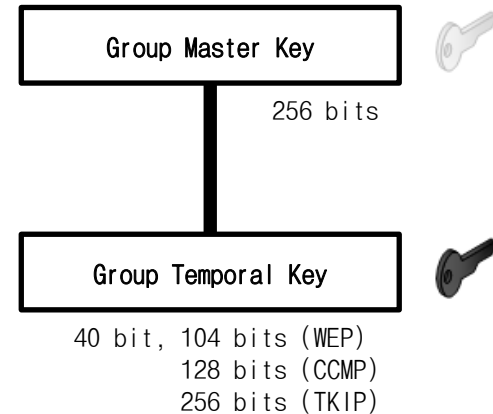 Group Master Key
256 bits
Group Temporal Key
40 bit, 104 bits (WEP)
128 bits (CCMP)
256 bits (TKIP)